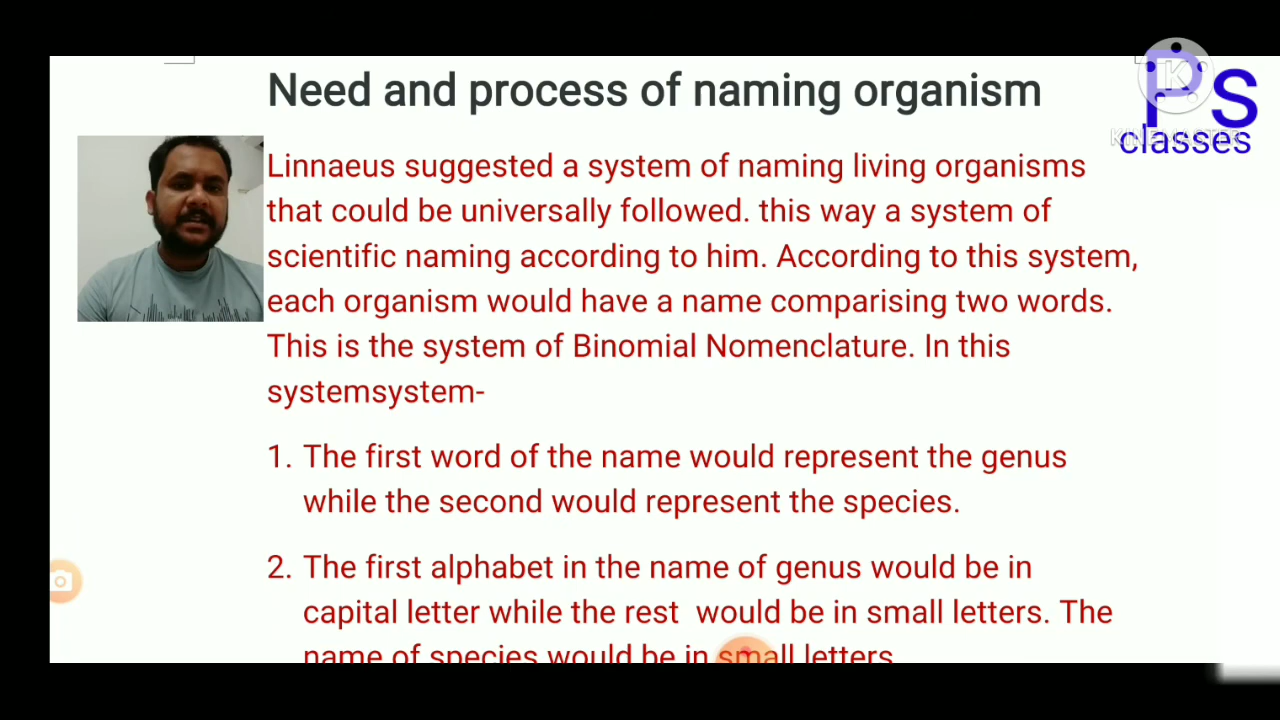 Need and process of naming organism
Ps
classes
KINEMASTER
Linnaeus suggested a system of naming living organisms
that could be universally followed. this way a system of
scientific naming according to him. According to this system,
each organism would have a name comparising two words.
This is the system of Binomial Nomenclature. In this
systemsystem-
1. The first word of the name would represent the genus
while the second would represent the species.
2. The first alphabet in the name of genus would be in
capital letter while the rest would be in small letters. The
name of species would be in small letters